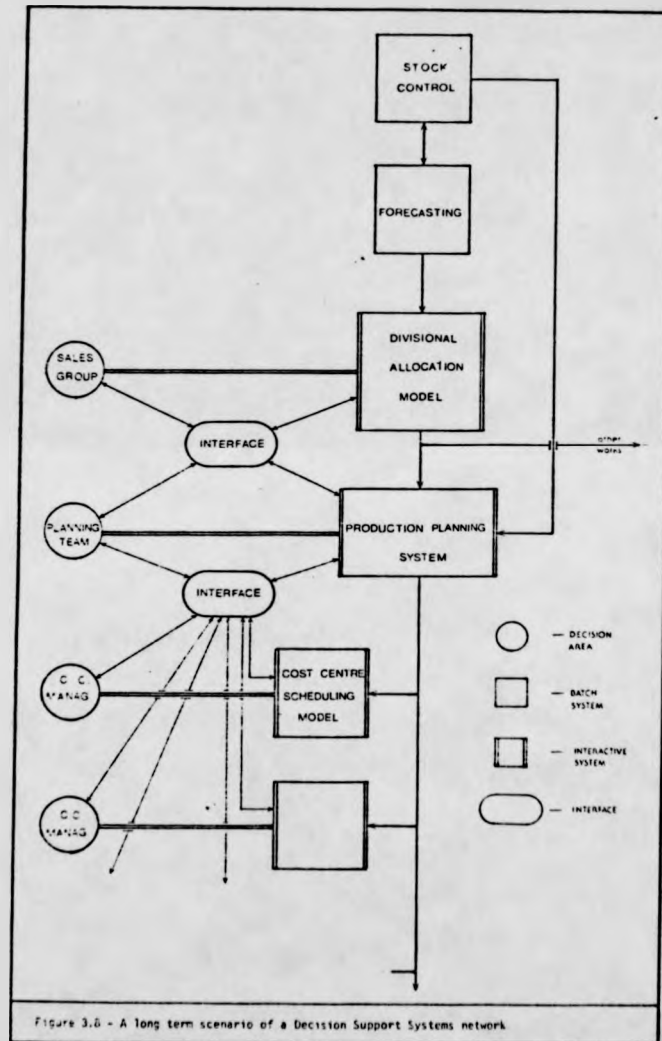 STOCK
CONTROL
FORECASTING
DIVISIONAL
ALLOCATION
MODEL
SALES
GROUP
INTERFACE
other
works
PLANNING
TEAM
PRODUCTION PLANNING
SYSTEM
INTERFACE
C. C.
MANAG.
COST CENTRE
SCHEDULING
MODEL
C.C.
MANAG.
— DECISION
AREA
— BATCH
SYSTEM
— INTERACTIVE
SYSTEM
— INTERFACE
Figure 3.8 - A long term scenario of a Decision Support Systems network